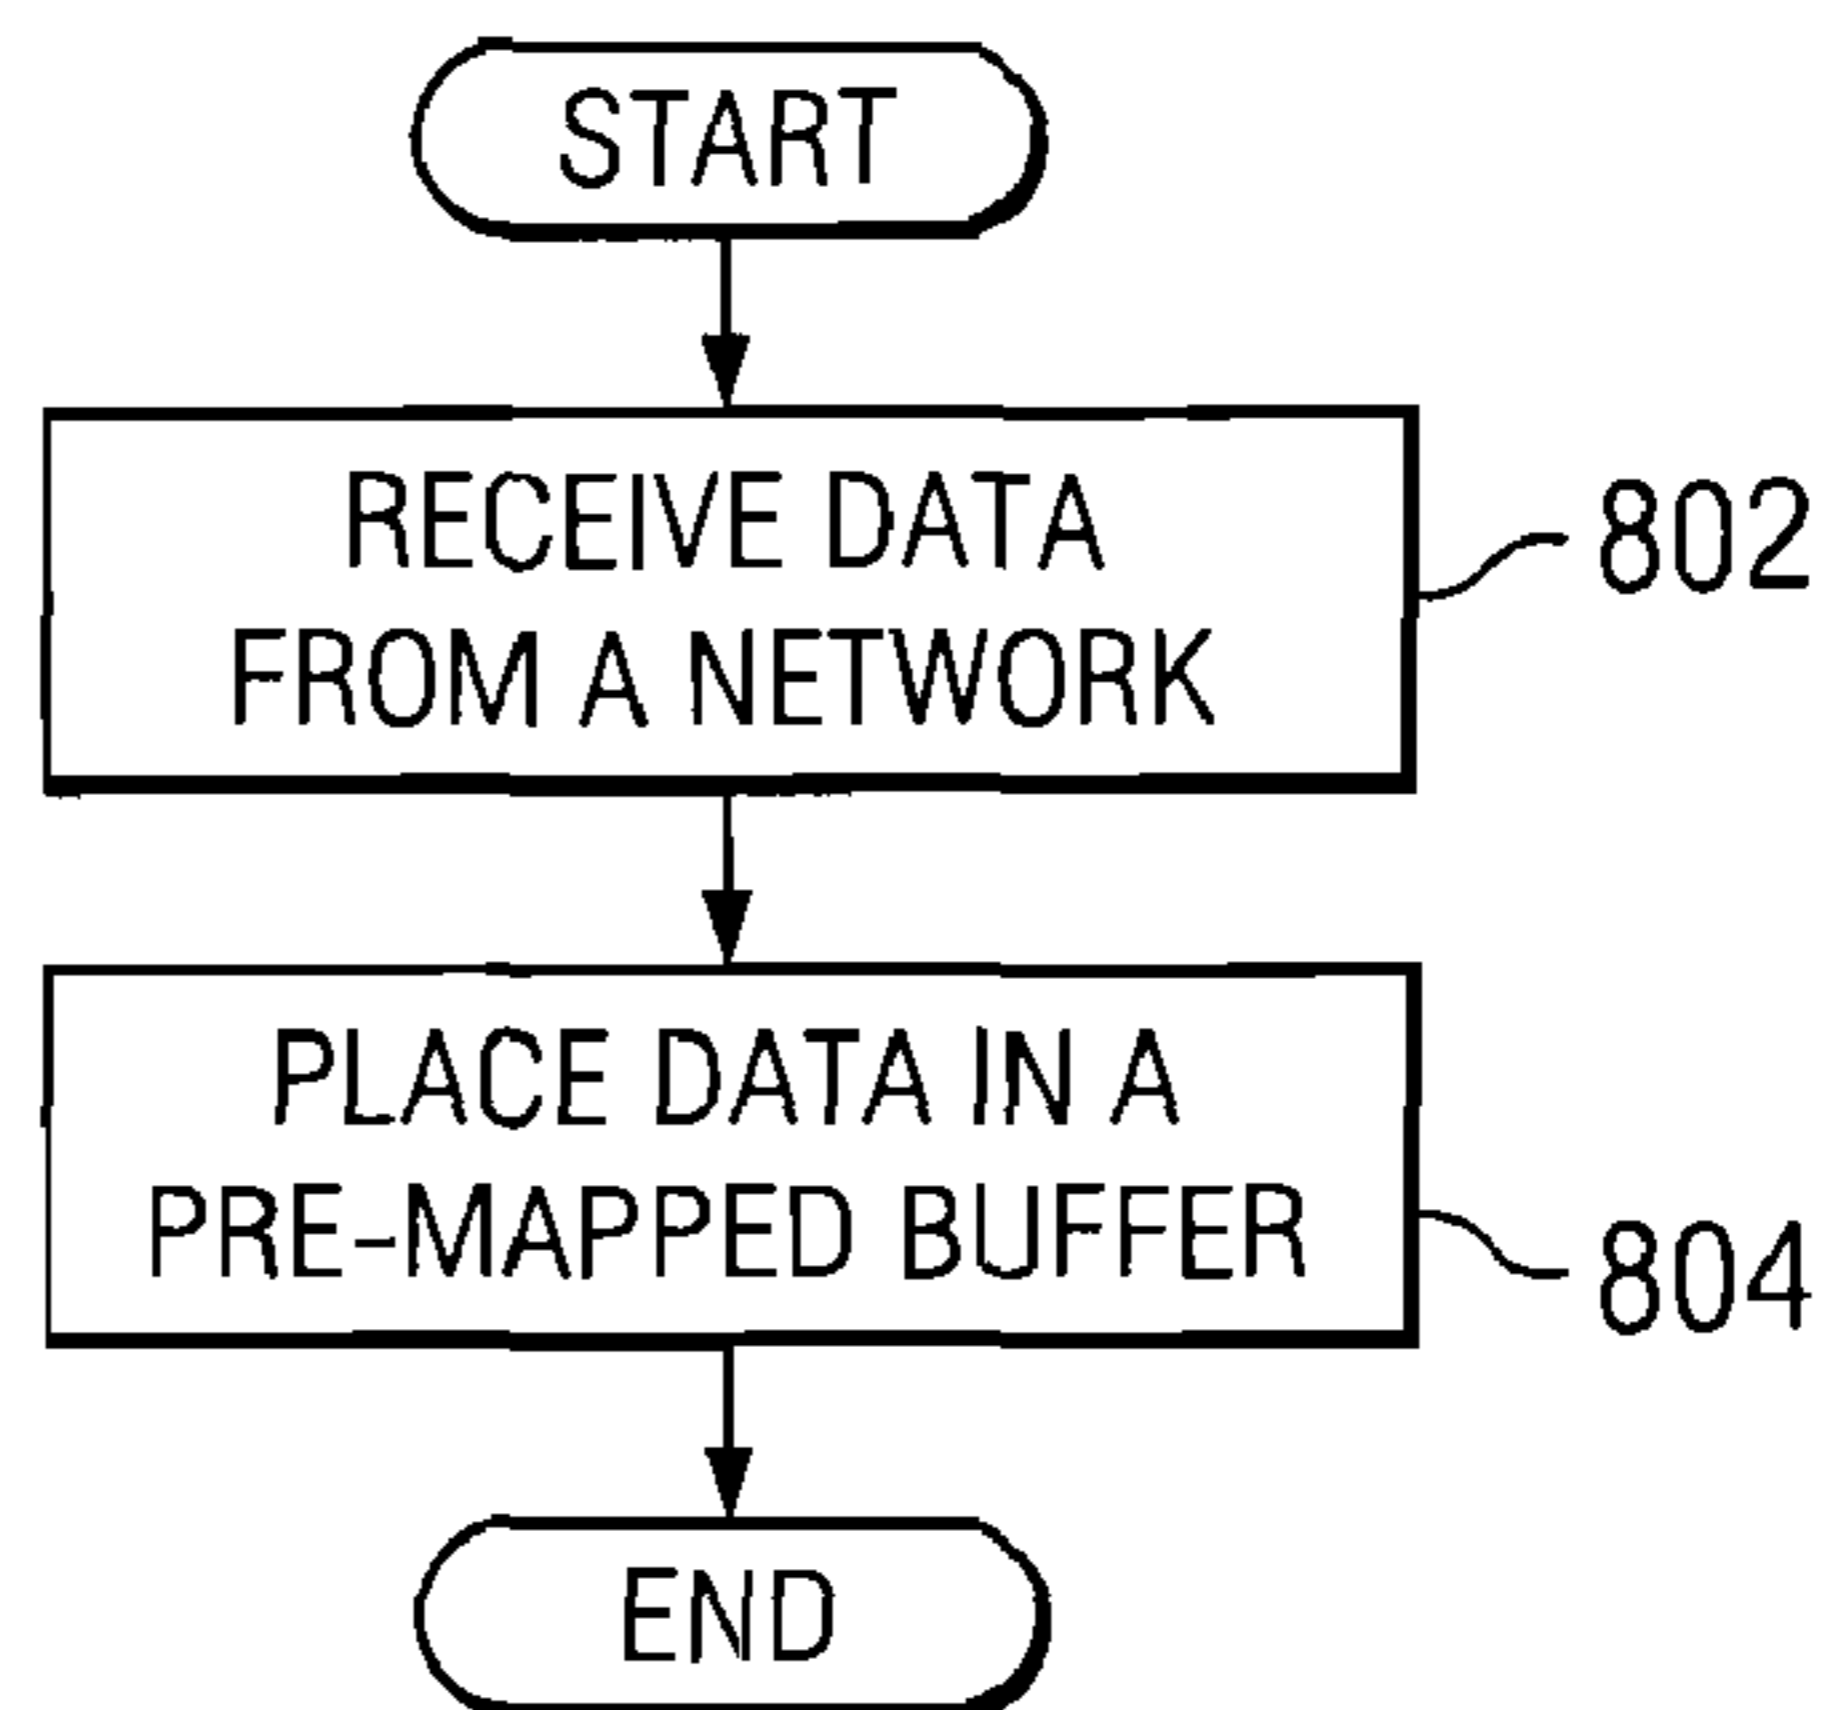 START
RECEIVE DATA
FROM A NETWORK
802
PLACE DATA IN A
PRE-MAPPED BUFFER
804
END